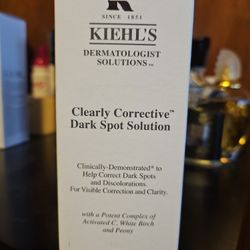 K
SINCE 1851
KIEHL'S
DERMATOLOGIST
SOLUTIONS™
Clearly Corrective™
Dark Spot Solution
Clinically-Demonstrated* to
Help Correct Dark Spots
and Discolorations.
For Visible Correction and Clarity.
with a Potent Complex of
Activated C, White Birch
and Peony